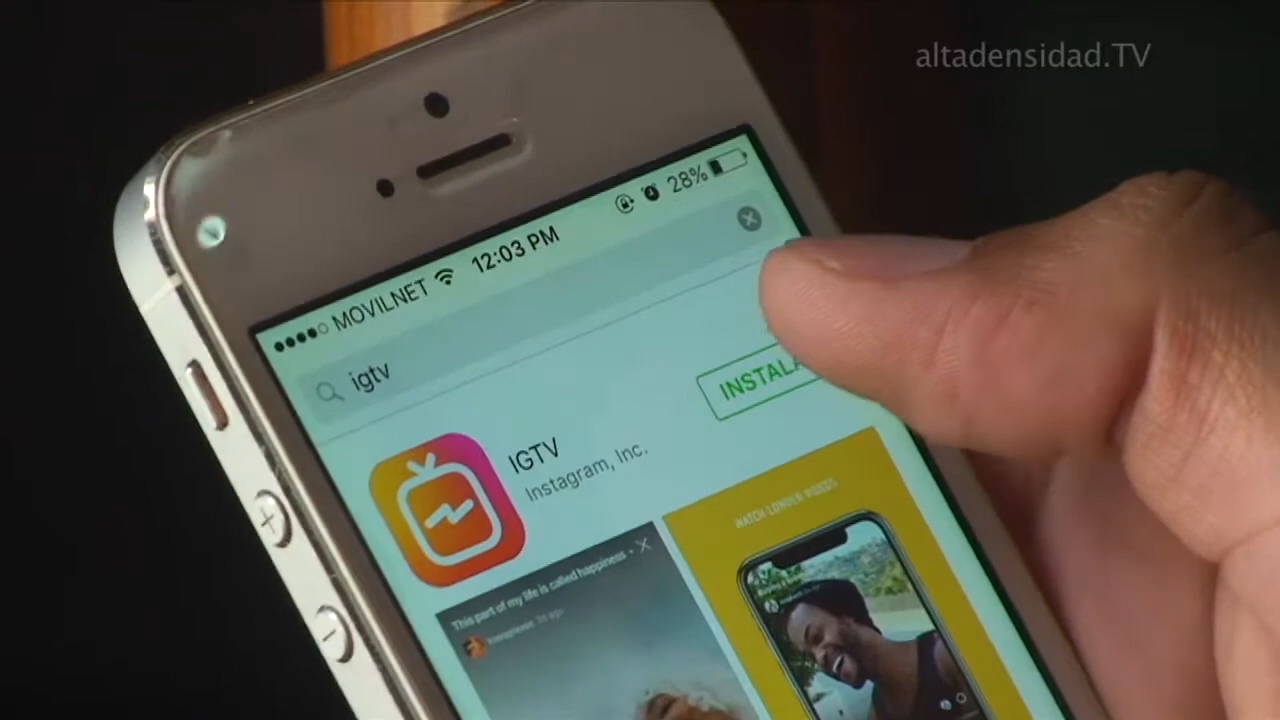 altadensidad.TV
MOVILNET 12:03 PM 28%
igtv
INSTALA
IGTV
Instagram, Inc.
WATCH LONGER VIDEOS
This part of my life is called happiness